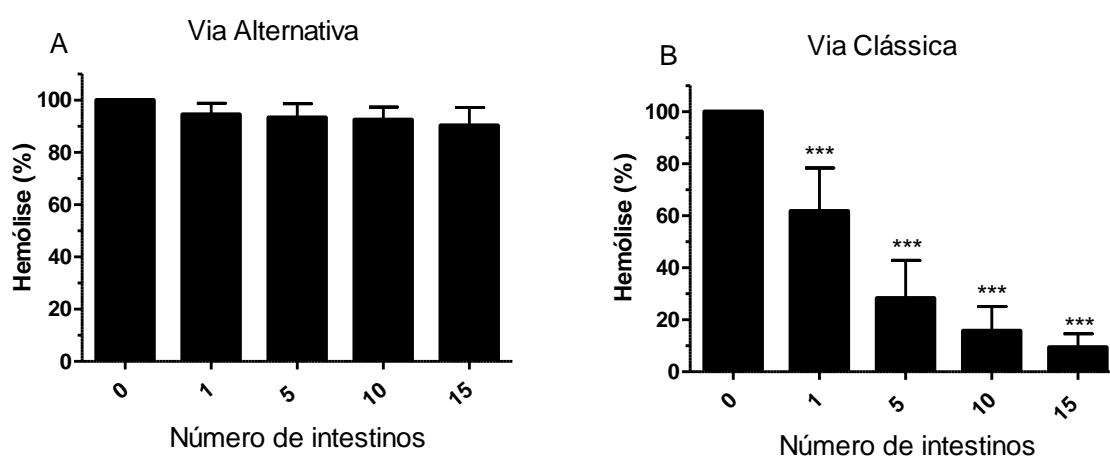 A
Via Alternativa
Hemólise (%)
100
80
60
40
20
0
0 1 5 10 15
Número de intestinos
B
Via Clássica
Hemólise (%)
100
80
60
40
20
0
***
***
***
***
0 1 5 10 15
Número de intestinos